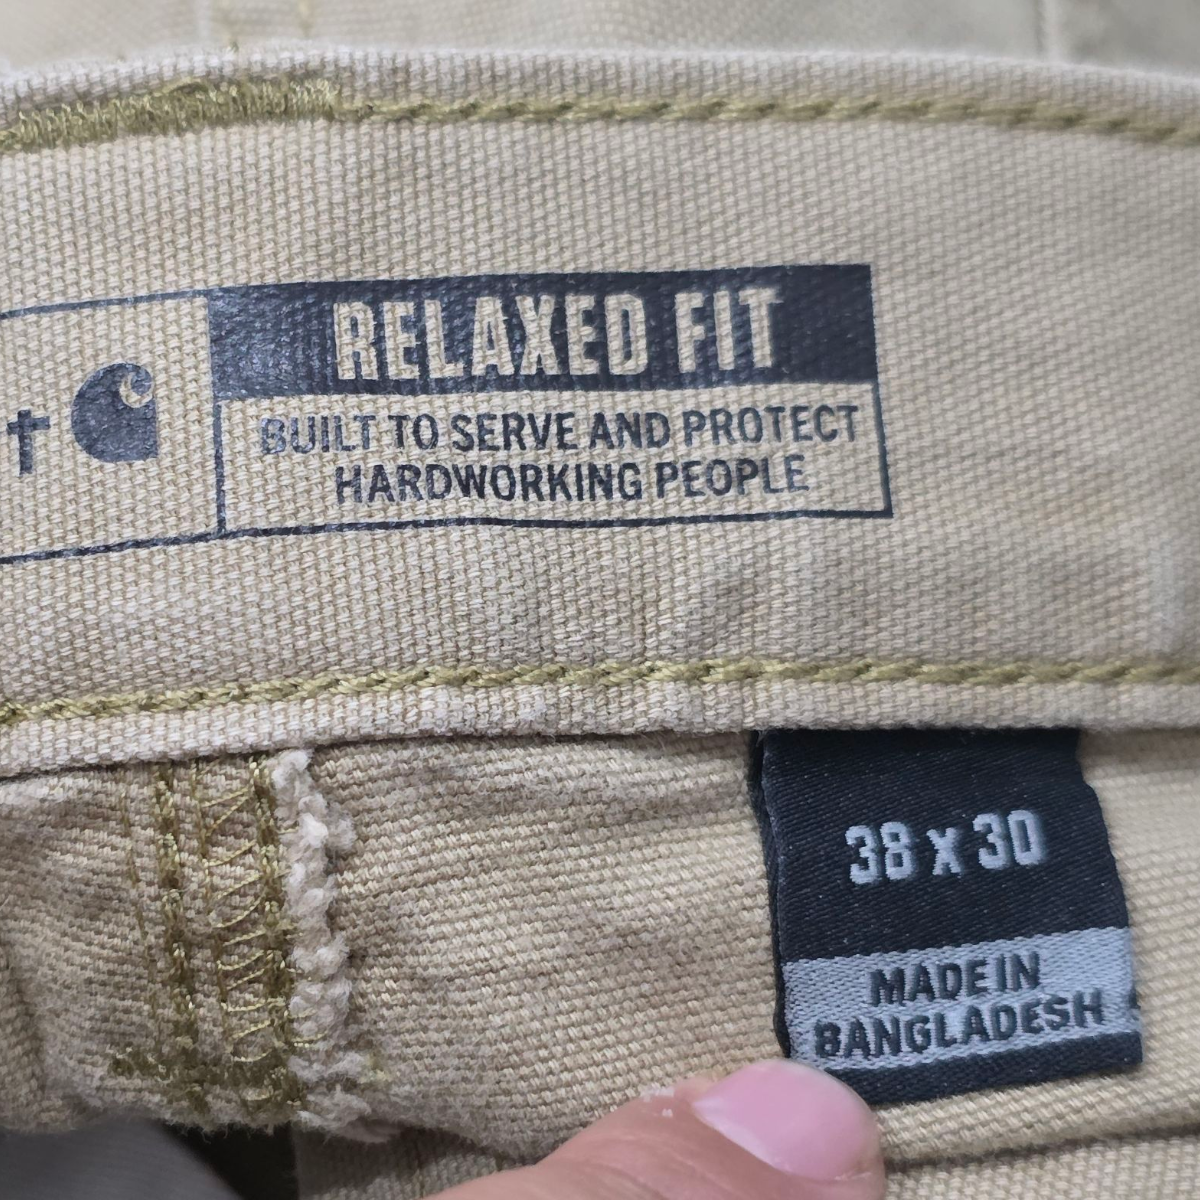 t
RELAXED FIT
BUILT TO SERVE AND PROTECT
HARDWORKING PEOPLE
38 x 30
MADE IN
BANGLADESH